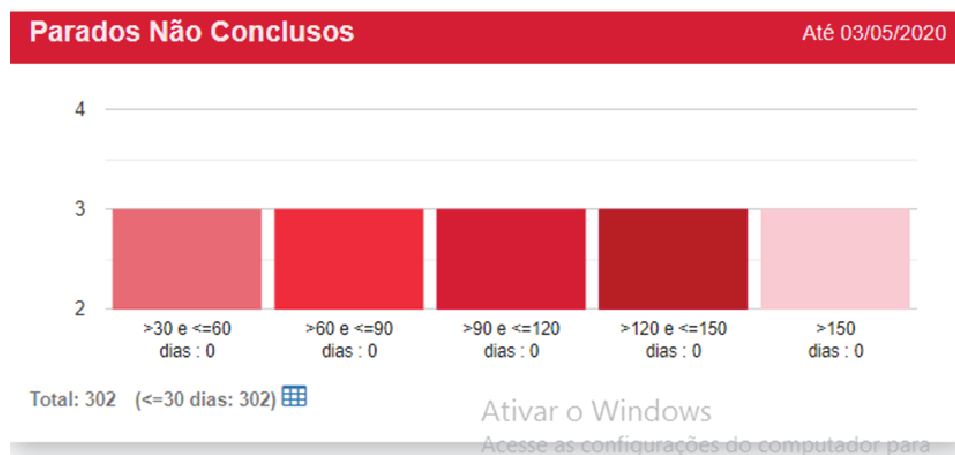 Parados Não Conclusos
Até 03/05/2020
4
3
2
>30 e <=60 >60 e <=90 >90 e <=120 >120 e <=150 >150
dias : 0 dias : 0 dias : 0 dias : 0 dias : 0
Total: 302 (<=30 dias: 302)
Ativar o Windows
Acesse as configurações do computador para